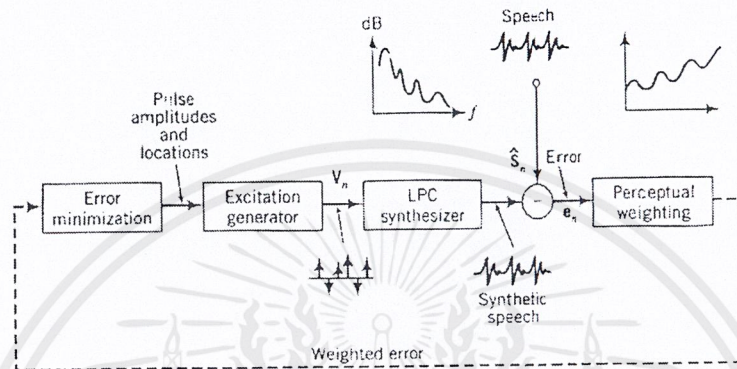 Speech
dB
f
Pulse
amplitudes
and
locations
Ŝn
Error
Vn
en
Error
minimization
Excitation
generator
LPC
synthesizer
-
Perceptual
weighting
Synthetic
speech
Weighted error